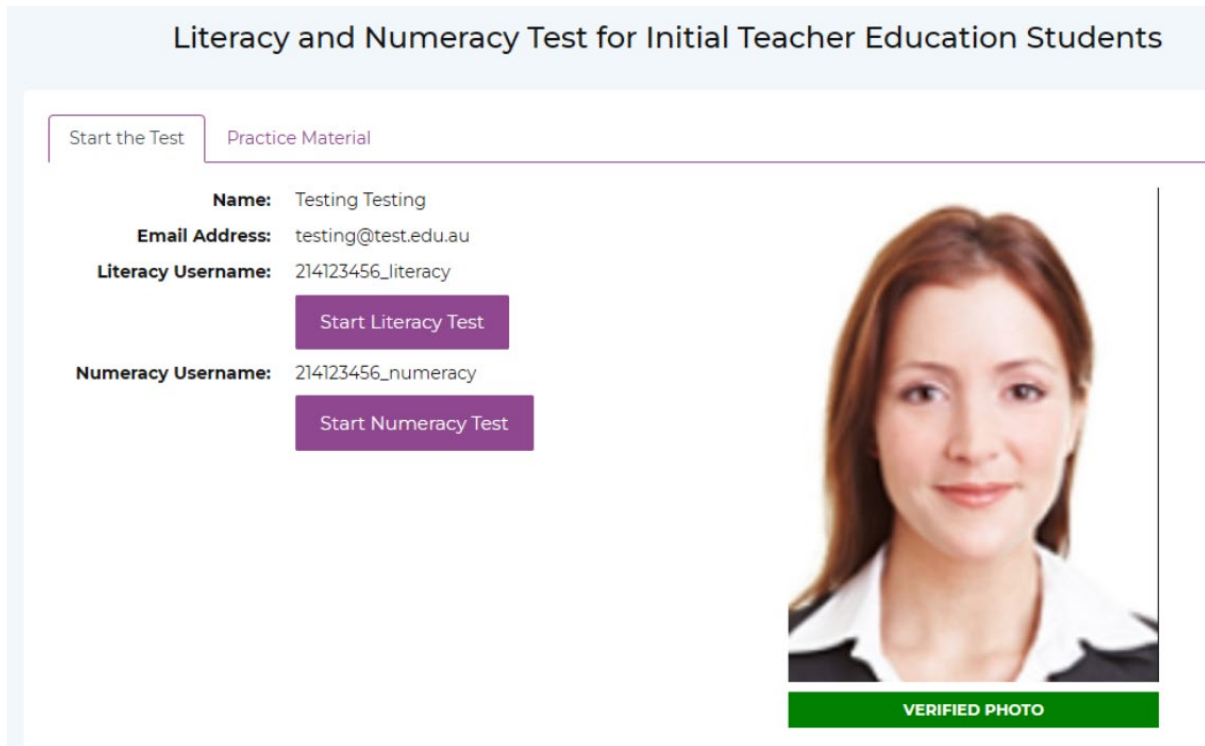 Literacy and Numeracy Test for Initial Teacher Education Students
Start the Test Practice Material
Name: Testing Testing
Email Address: testing@test.edu.au
Literacy Username: 214123456_literacy
Start Literacy Test
Numeracy Username: 214123456_numeracy
Start Numeracy Test
VERIFIED PHOTO